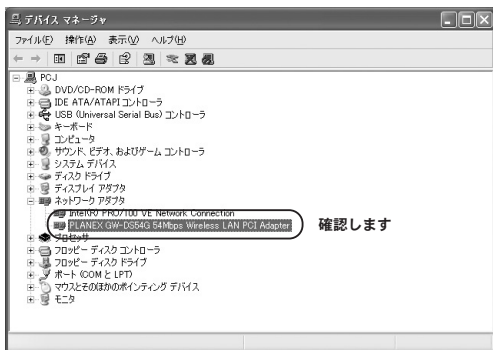 デバイス マネージャ
ファイル(F) 操作(A) 表示(V) ヘルプ(H)
PCJ
DVD/CD-ROM ドライブ
IDE ATA/ATAPI コントローラ
USB (Universal Serial Bus) コントローラ
キーボード
コンピュータ
サウンド、ビデオ、およびゲーム コントローラ
システム デバイス
ディスク ドライブ
ディスプレイ アダプタ
ネットワーク アダプタ
Intel(R) PRO/100 VE Network Connection
PLANEX GW-DS54G 54Mbps Wireless LAN PCI Adapter 確認します
プロセッサ
フロッピー ディスク コントローラ
フロッピー ディスク ドライブ
ポート (COM と LPT)
マウスとそのほかのポインティング デバイス
モニタ